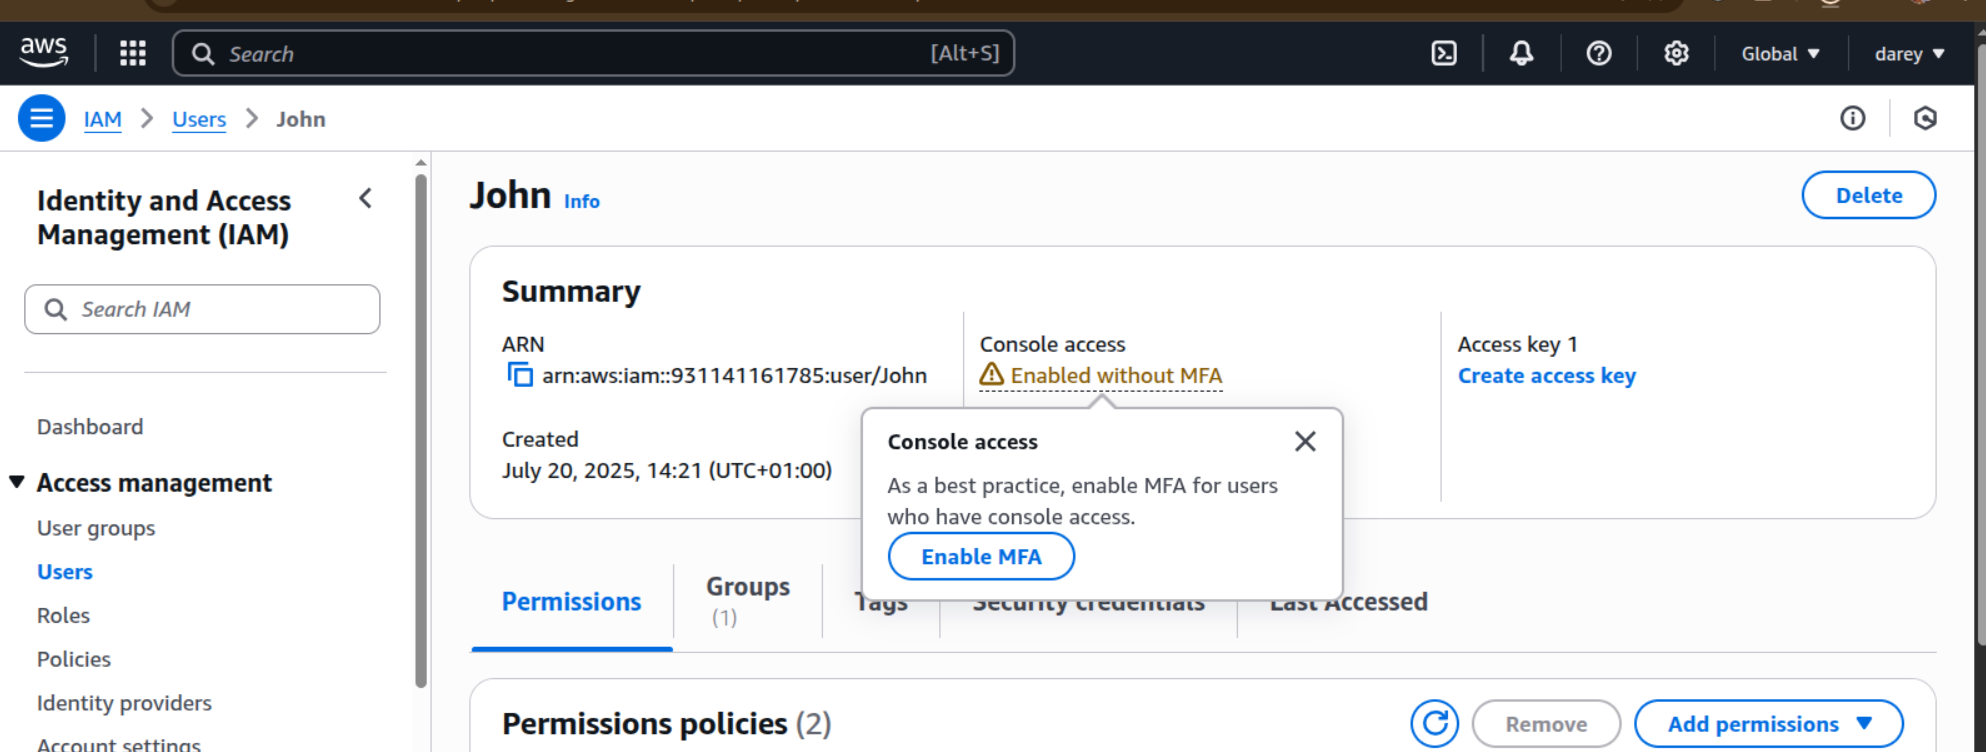 aws
Search
[Alt+S]
Global
darey
IAM
Users
John
Identity and Access
Management (IAM)
Search IAM
Dashboard
Access management
User groups
Users
Roles
Policies
Identity providers
Account settings
John
Info
Delete
Summary
ARN
arn:aws:iam::931141161785:user/John
Created
July 20, 2025, 14:21 (UTC+01:00)
Console access
Enabled without MFA
Access key 1
Create access key
Console access
As a best practice, enable MFA for users
who have console access.
Enable MFA
Permissions
Groups
(1)
Tags
Security credentials
Last Accessed
Permissions policies (2)
Remove
Add permissions